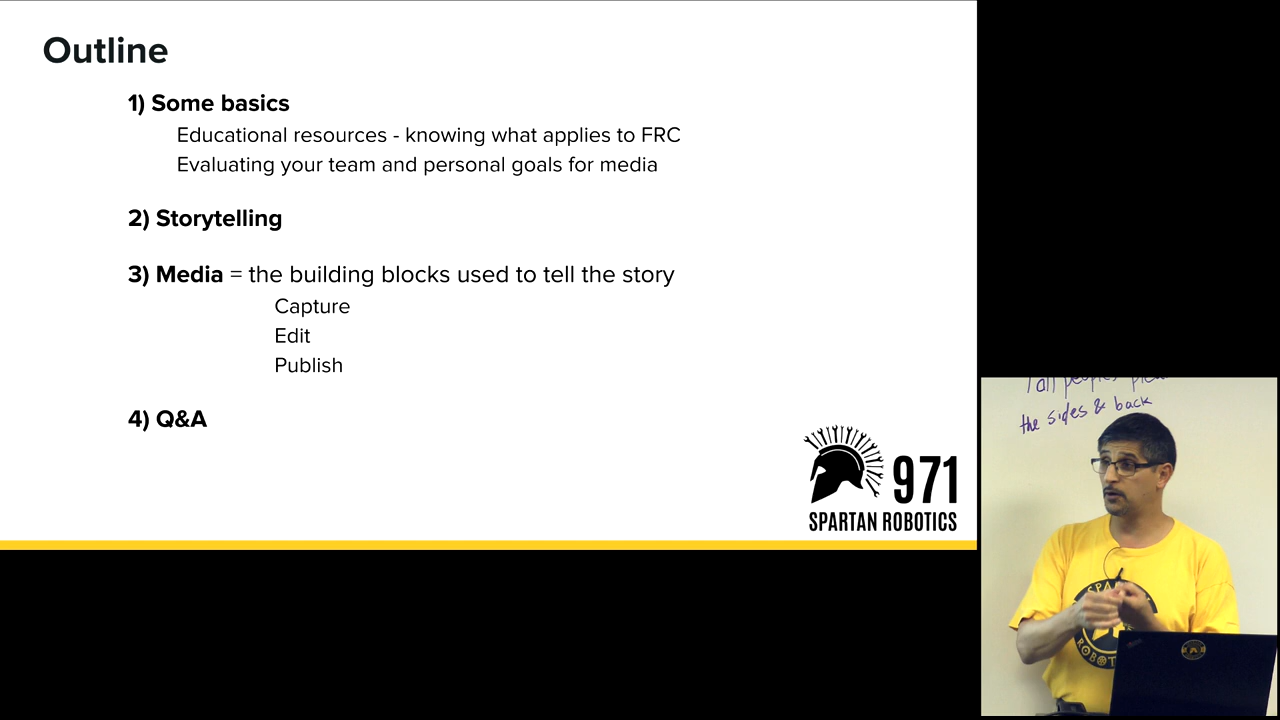 Outline
1) Some basics
Educational resources - knowing what applies to FRC
Evaluating your team and personal goals for media
2) Storytelling
3) Media = the building blocks used to tell the story
Capture
Edit
Publish
4) Q&A
971
SPARTAN ROBOTICS
all
the sides & back